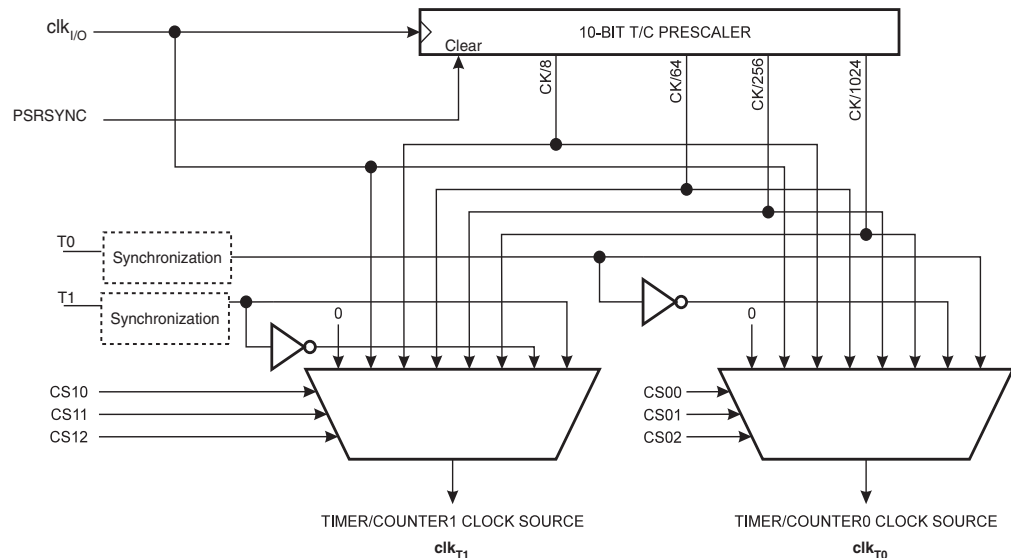 clkI/O
10-BIT T/C PRESCALER
Clear
CK/8
CK/64
CK/256
CK/1024
PSRSYNC
T0
Synchronization
T1
Synchronization
0
0
CS10
CS11
CS12
CS00
CS01
CS02
TIMER/COUNTER1 CLOCK SOURCE
clkT1
TIMER/COUNTER0 CLOCK SOURCE
clkT0